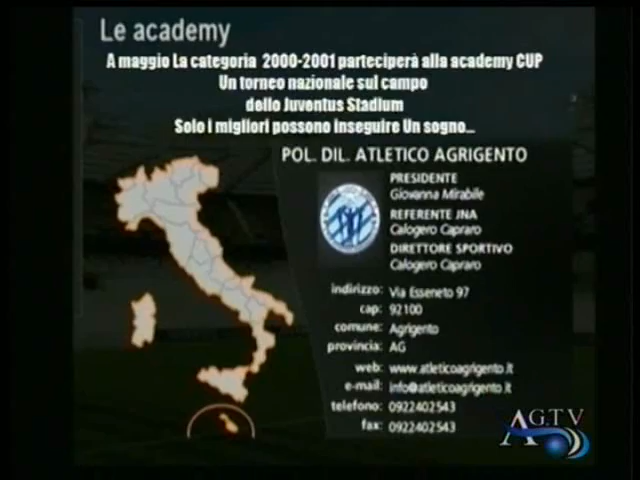 Le academy
A maggio La categoria 2000-2001 parteciperà alla academy CUP
Un torneo nazionale sul campo
dello Juventus Stadium
Solo i migliori possono inseguire Un sogno...
POL. DIL. ATLETICO AGRIGENTO
PRESIDENTE
Giovanna Mirabile
REFERENTE JNA
Calogero Capraro
DIRETTORE SPORTIVO
Calogero Capraro
indirizzo: Via Esseneto 97
cap: 92100
comune: Agrigento
provincia: AG
web: www.atleticoagrigento.it
e-mail: info@atleticoagrigento.it
telefono: 0922402543
fax: 0922402543
AGTV